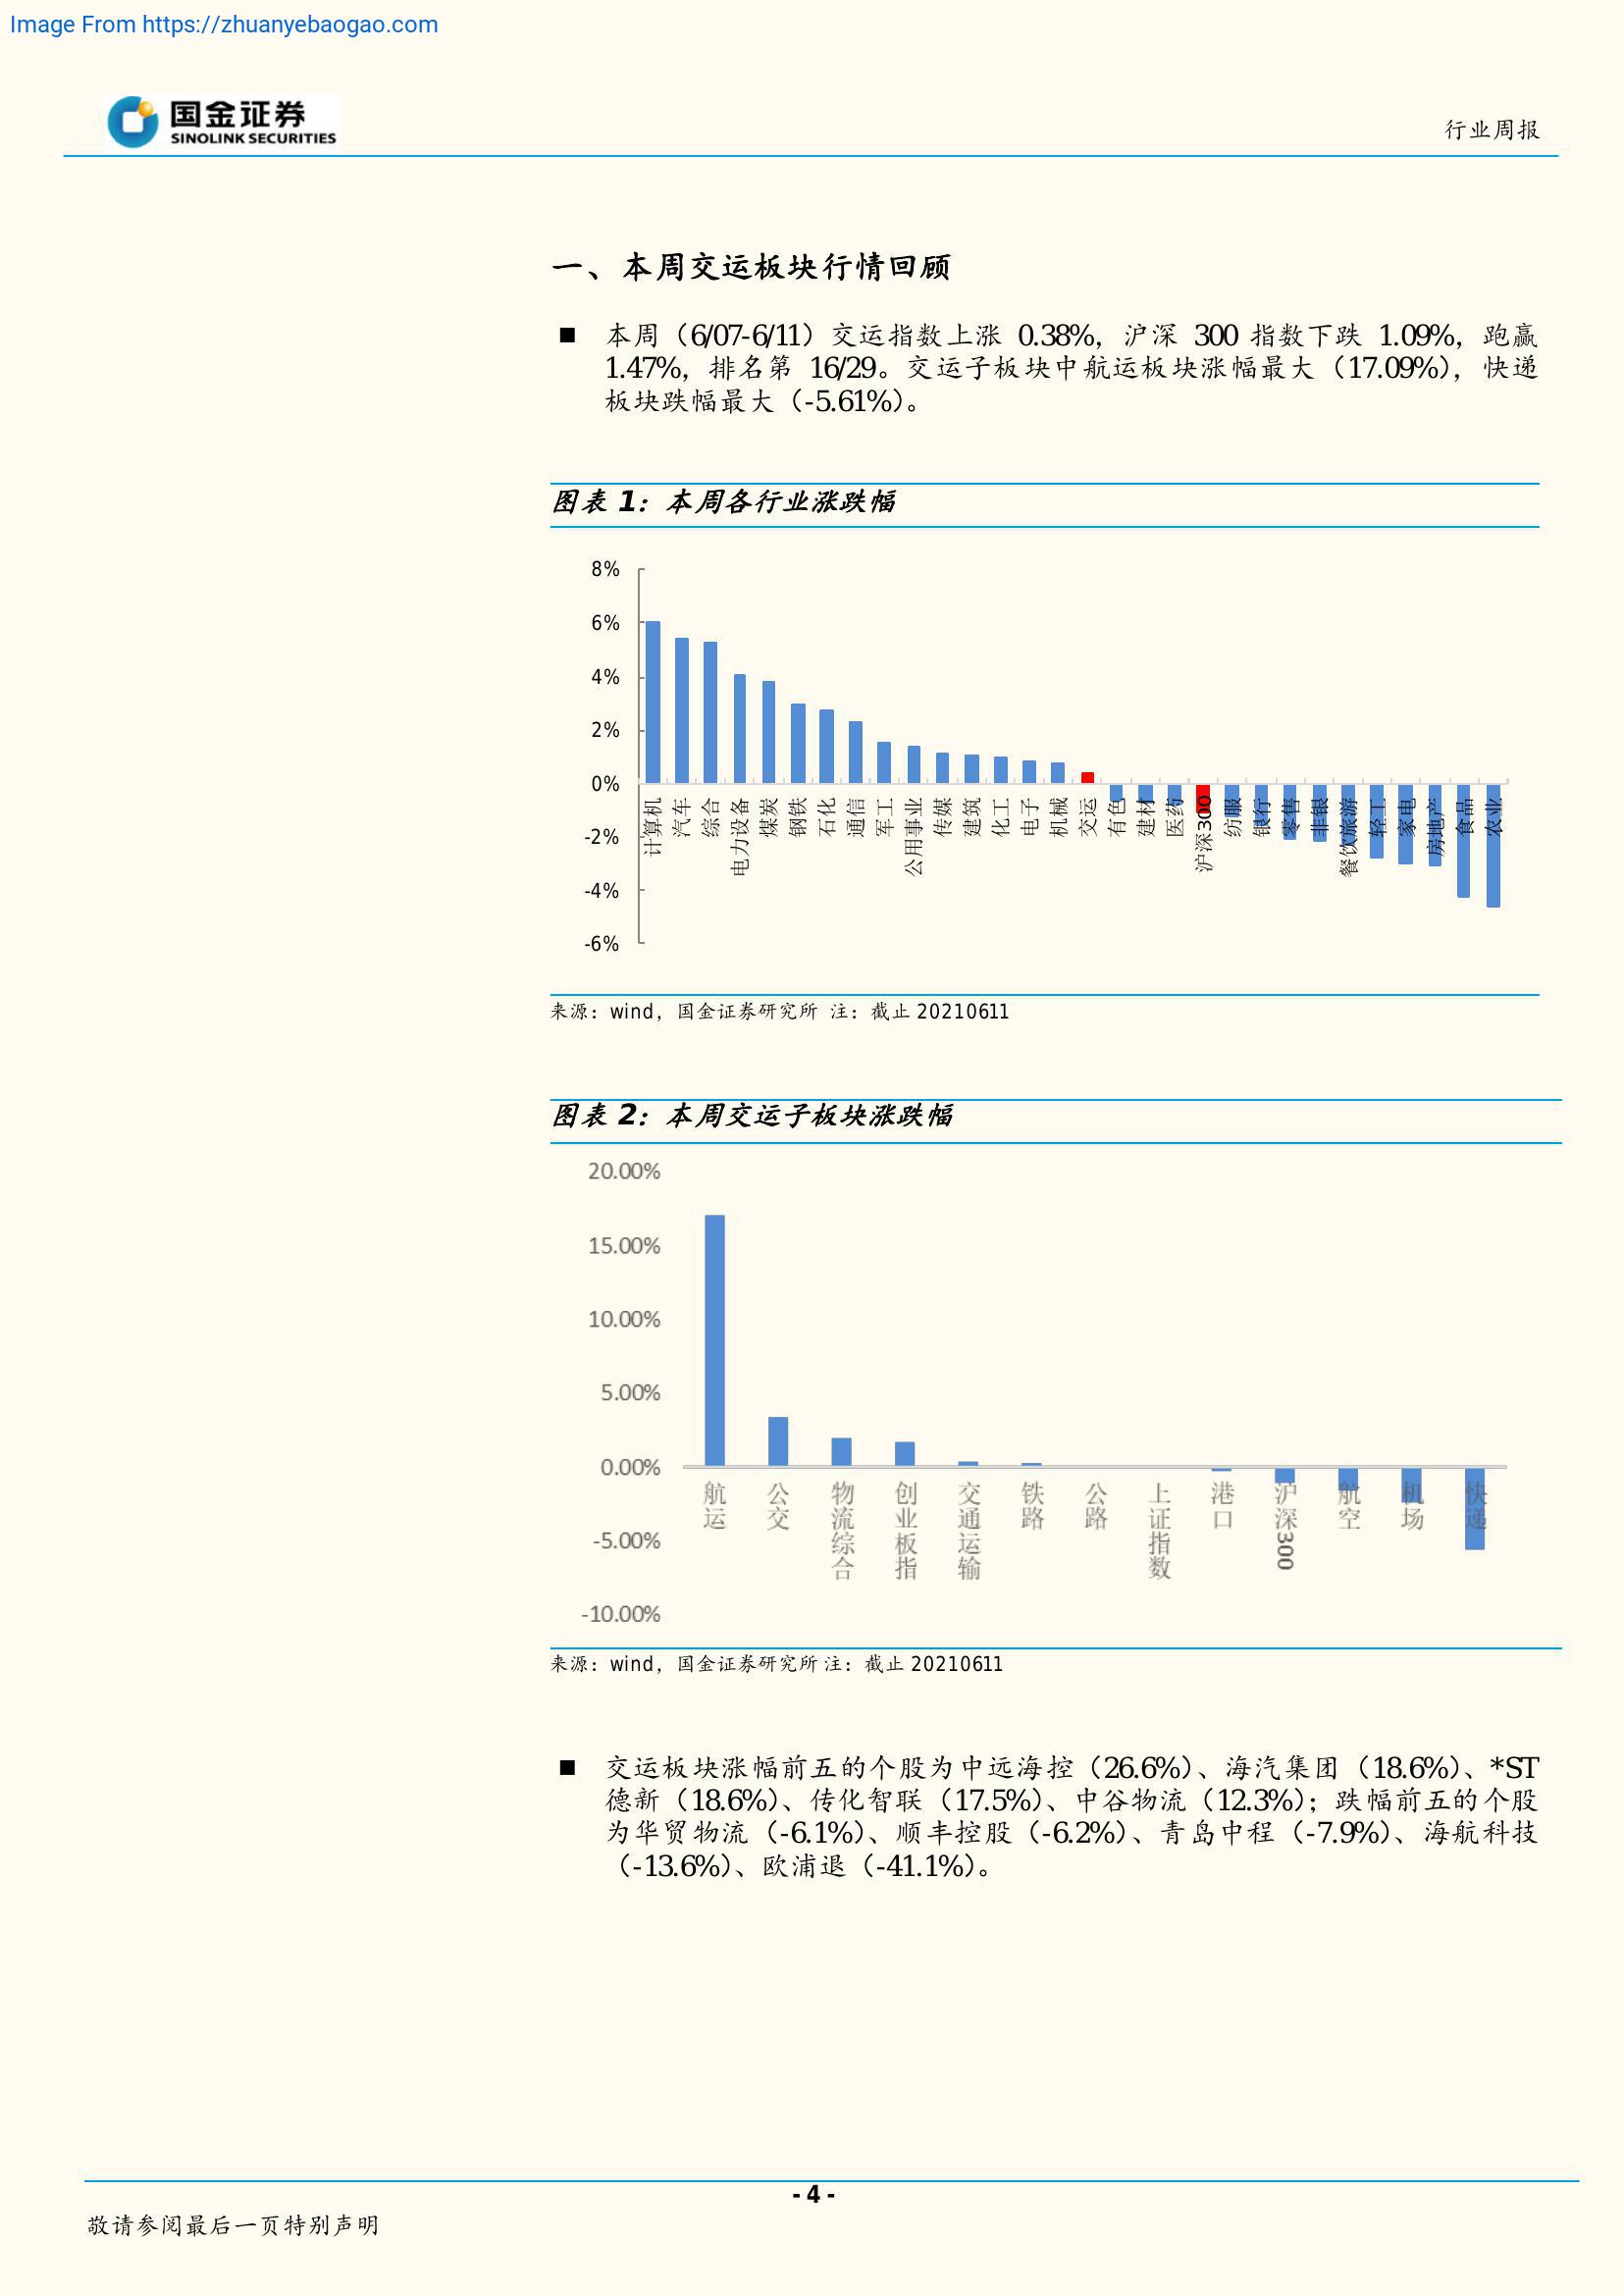 Image From https://zhuanyebaogao.com
国金证券
SINOLINK SECURITIES
行业周报
一、本周交运板块行情回顾
■ 本周（6/07-6/11）交运指数上涨 0.38%，沪深 300 指数下跌 1.09%，跑赢
1.47%，排名第 16/29。交运子板块中航运板块涨幅最大（17.09%），快递
板块跌幅最大（-5.61%）。
图表 1：本周各行业涨跌幅
8%
6%
4%
2%
0%
-2%
-4%
-6%
计算机
汽车
综合
电力设备
煤炭
钢铁
石化
通信
军工
公用事业
传媒
建筑
化工
电子
机械
交运
有色
建材
医药
沪深300
纺服
银行
零售
非银
餐饮旅游
轻工
家电
房地产
食品
农业
来源：wind，国金证券研究所 注：截止 20210611
图表 2：本周交运子板块涨跌幅
20.00%
15.00%
10.00%
5.00%
0.00%
-5.00%
-10.00%
航运
公交
物流综合
创业板指
交通运输
铁路
公路
上证指数
港口
沪深300
航空
机场
快递
来源：wind，国金证券研究所 注：截止 20210611
■ 交运板块涨幅前五的个股为中远海控（26.6%）、海汽集团（18.6%）、*ST
德新（18.6%）、传化智联（17.5%）、中谷物流（12.3%）；跌幅前五的个股
为华贸物流（-6.1%）、顺丰控股（-6.2%）、青岛中程（-7.9%）、海航科技
（-13.6%）、欧浦退（-41.1%）。
- 4 -
敬请参阅最后一页特别声明